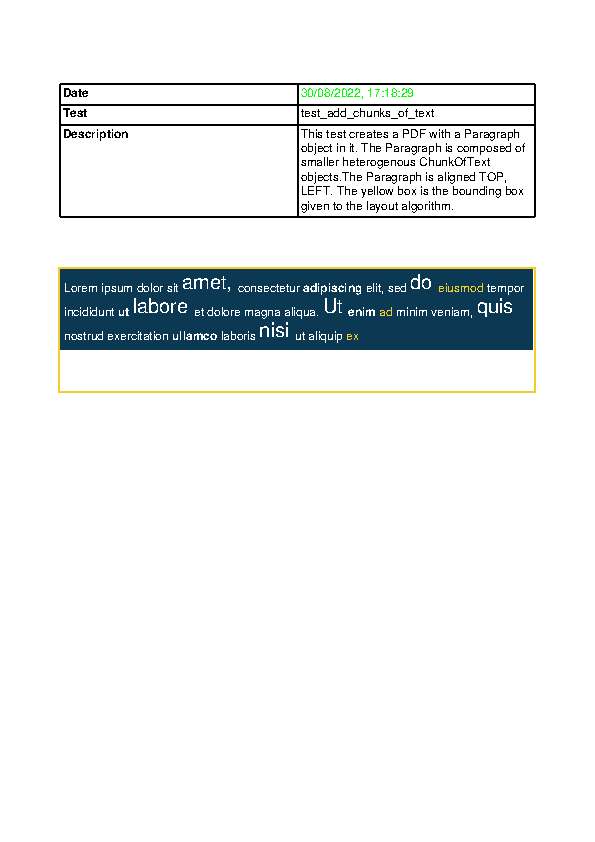 Date 30/08/2022, 17:18:29
Test test_add_chunks_of_text
Description This test creates a PDF with a Paragraph
object in it. The Paragraph is composed of
smaller heterogenous ChunkOfText
objects.The Paragraph is aligned TOP,
LEFT. The yellow box is the bounding box
given to the layout algorithm.
Lorem ipsum dolor sit amet, consectetur adipiscing elit, sed do eiusmod tempor
incididunt ut labore et dolore magna aliqua. Ut enim ad minim veniam, quis
nostrud exercitation ullamco laboris nisi ut aliquip ex